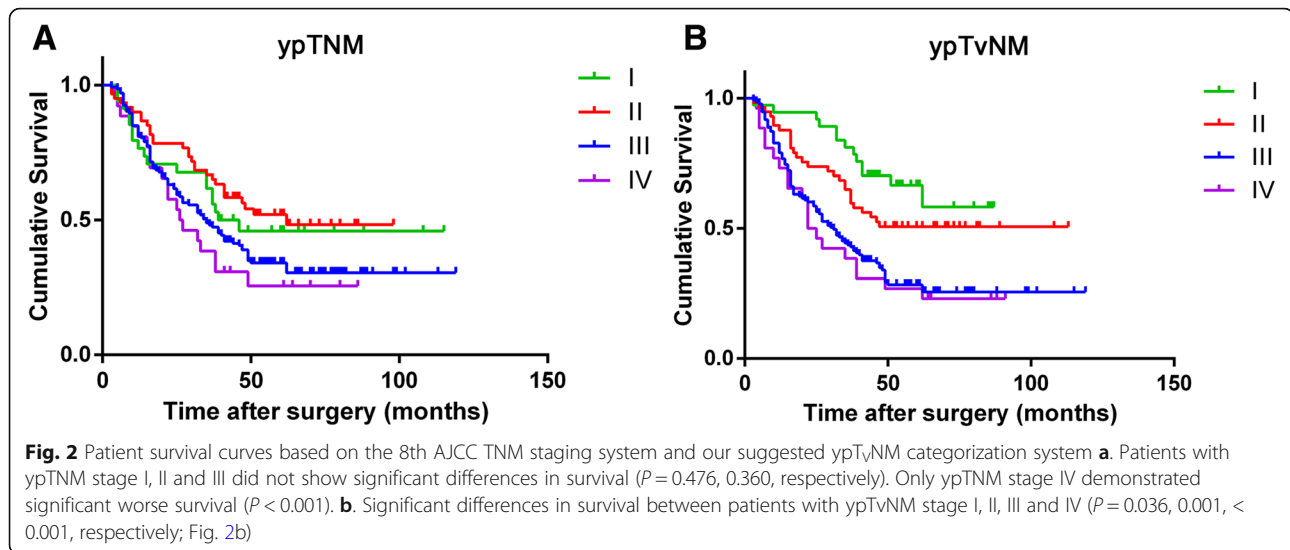 A
ypTNM
Cumulative Survival
1.0
0.5
0.0
0
50
100
150
Time after surgery (months)
I
II
III
IV
B
ypTvNM
Cumulative Survival
1.0
0.5
0.0
0
50
100
150
Time after surgery (months)
I
II
III
IV
Fig. 2 Patient survival curves based on the 8th AJCC TNM staging system and our suggested ypTᵥNM categorization system a. Patients with
ypTNM stage I, II and III did not show significant differences in survival (P = 0.476, 0.360, respectively). Only ypTNM stage IV demonstrated
significant worse survival (P < 0.001). b. Significant differences in survival between patients with ypTvNM stage I, II, III and IV (P = 0.036, 0.001, <
0.001, respectively; Fig. 2b)